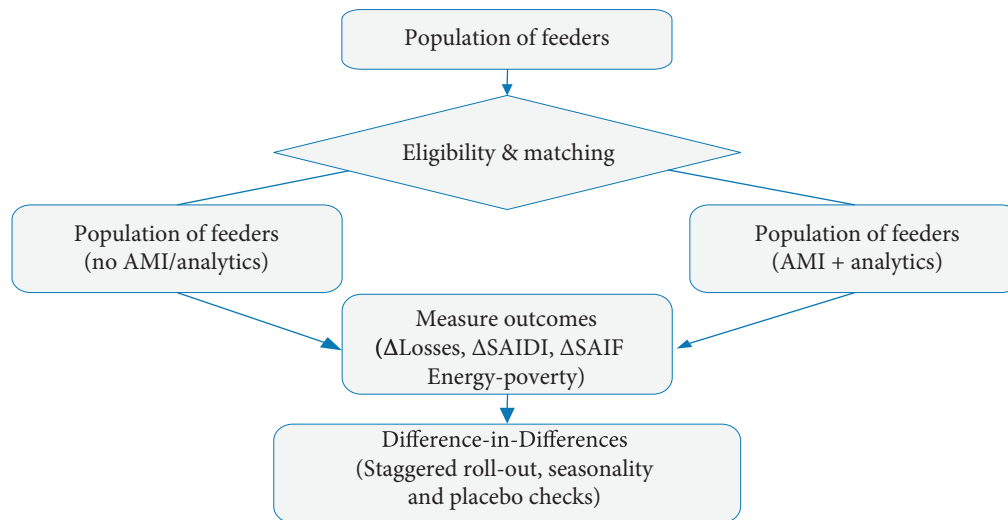 Population of feeders
Eligibility & matching
Population of feeders
(no AMI/analytics)
Population of feeders
(AMI + analytics)
Measure outcomes
(ΔLosses, ΔSAIDI, ΔSAIF
Energy-poverty)
Difference-in-Differences
(Staggered roll-out, seasonality
and placebo checks)